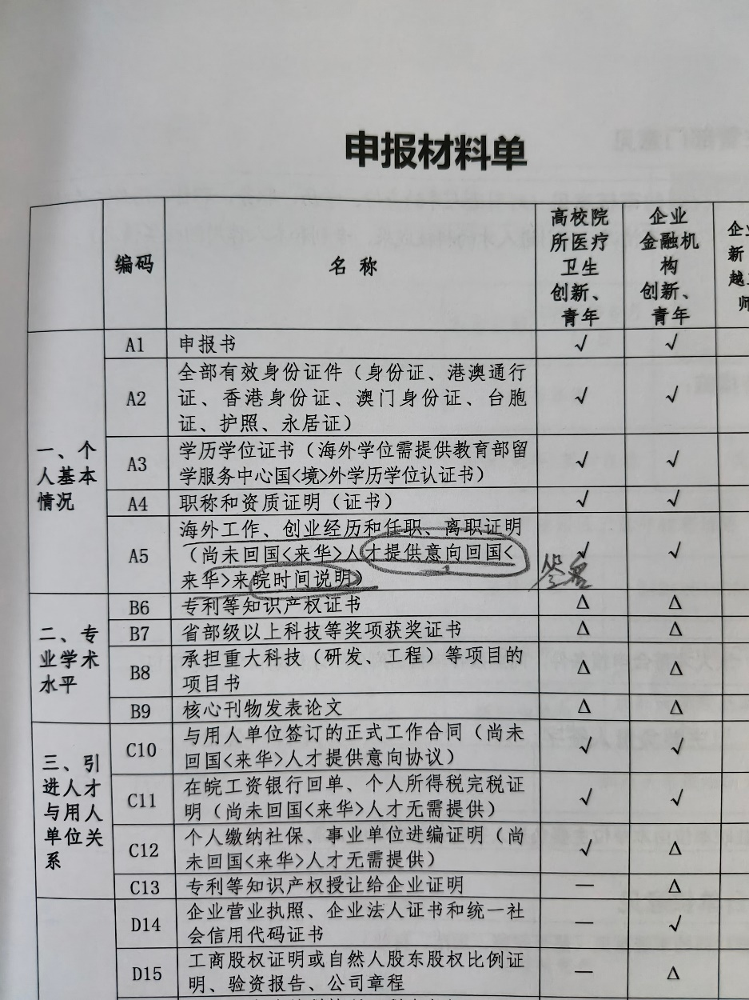 申报材料单
编码
名 称
高校院
所医疗
卫生
创新、
青年
企业
金融机
构
创新、
青年
一、个
人基本
情况
A1
申报书
√
√
A2
全部有效身份证件（身份证、港澳通行
证、香港身份证、澳门身份证、台胞
证、护照、永居证）
√
√
A3
学历学位证书（海外学位需提供教育部留
学服务中心国<境>外学历学位认证书）
√
√
A4
职称和资质证明（证书）
√
√
A5
海外工作、创业经历和任职、离职证明
（尚未回国<来华>人才提供意向回国<
来华>来皖时间说明）
√
签名
√
二、专
业学术
水平
B6
专利等知识产权证书
Δ
Δ
B7
省部级以上科技等奖项获奖证书
Δ
Δ
B8
承担重大科技（研发、工程）等项目的
项目书
Δ
Δ
B9
核心刊物发表论文
Δ
Δ
三、引
进人才
与用人
单位关
系
C10
与用人单位签订的正式工作合同（尚未
回国<来华>人才提供意向协议）
√
√
C11
在皖工资银行回单、个人所得税完税证
明（尚未回国<来华>人才无需提供）
√
√
C12
个人缴纳社保、事业单位进编证明（尚
未回国<来华>人才无需提供）
√
Δ
C13
专利等知识产权授让给企业证明
—
Δ
D14
企业营业执照、企业法人证书和统一社
会信用代码证书
—
√
D15
工商股权证明或自然人股东股权比例证
明、验资报告、公司章程
—
Δ